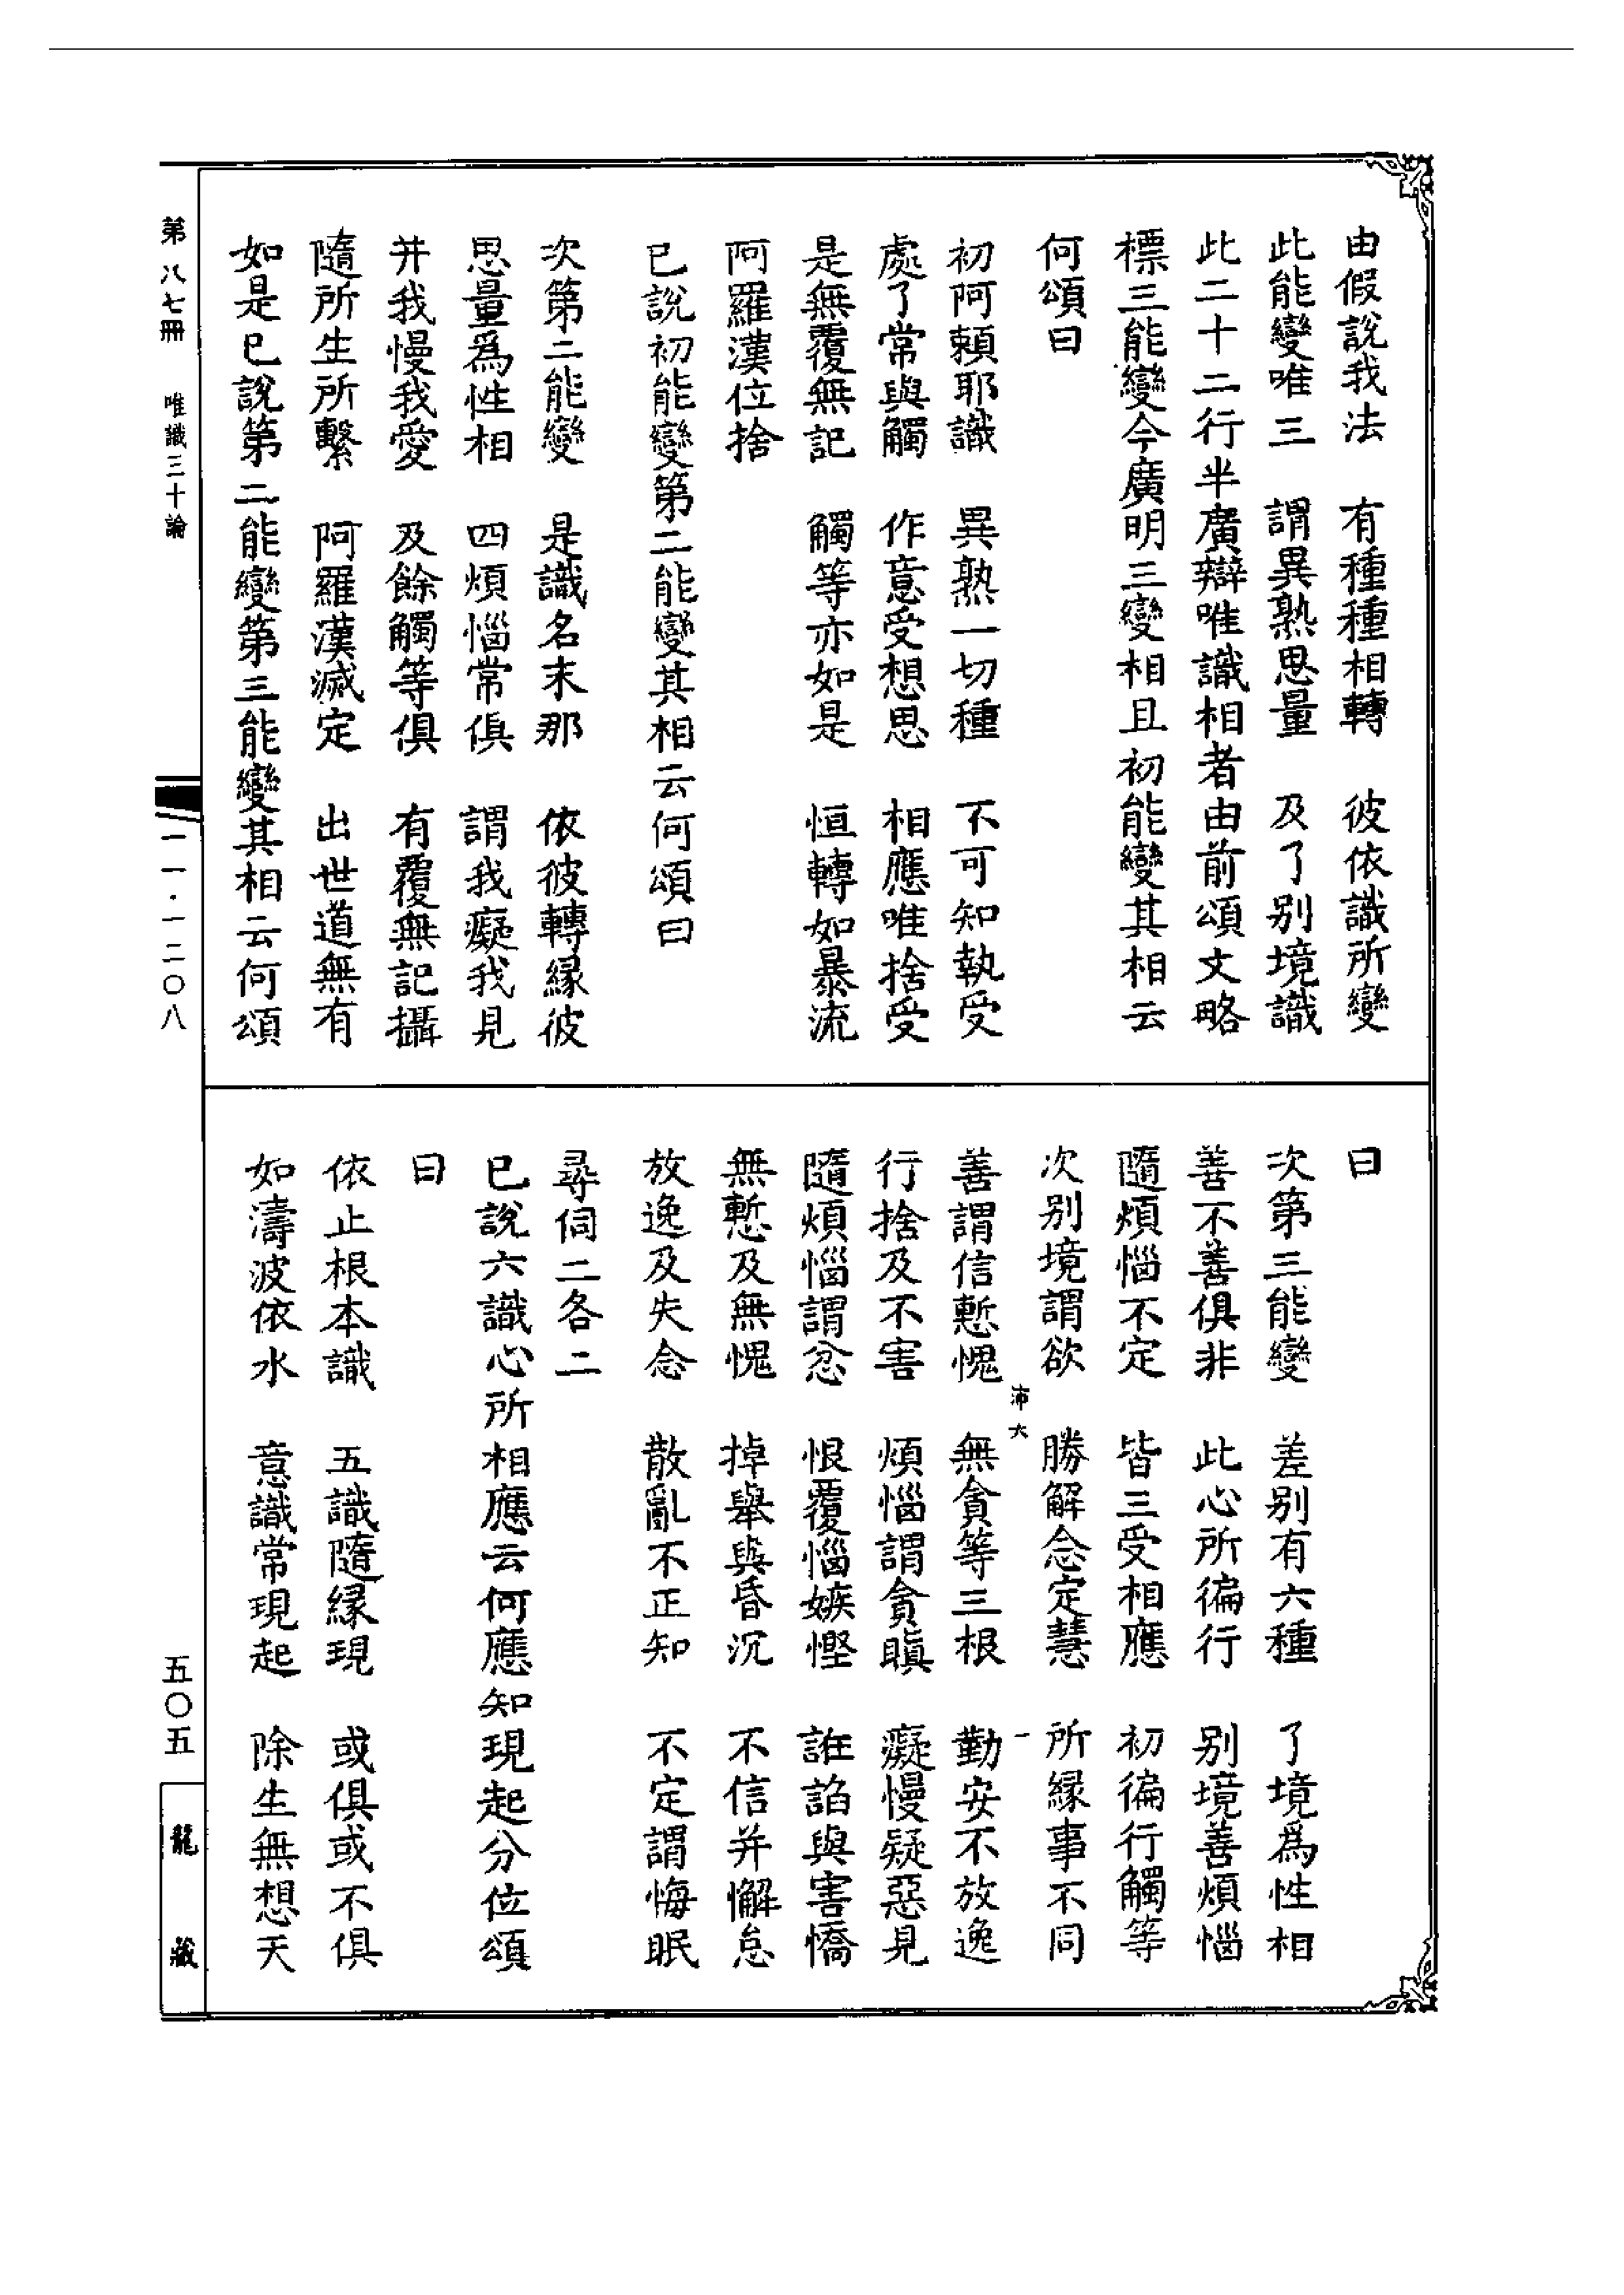 由假說我法　有種種相轉　彼依識所變
此能變唯三　謂異熟思量　及了別境識
此二十二行半廣辯唯識相者由前頌文略
標三能變今廣明三變相且初能變其相云
何頌曰
初阿賴耶識　異熟一切種　不可知執受
處了常與觸　作意受想思　相應唯捨受
是無覆無記　觸等亦如是　恒轉如暴流
阿羅漢位捨
已說初能變第二能變其相云何頌曰
次第二能變　是識名末那　依彼轉緣彼
思量爲性相　四煩惱常俱　謂我癡我見
并我慢我愛　及餘觸等俱　有覆無記攝
隨所生所繫　阿羅漢滅定　出世道無有
如是已說第二能變第三能變其相云何頌
曰
次第三能變　差別有六種　了境爲性相
善不善俱非　此心所徧行　別境善煩惱
隨煩惱不定　皆三受相應　初徧行觸等
次別境謂欲　勝解念定慧　所緣事不同
沛六　一
善謂信慙愧　無貪等三根　勤安不放逸
行捨及不害　煩惱謂貪瞋　癡慢疑惡見
隨煩惱謂忿　恨覆惱嫉慳　誑諂與害憍
無慙及無愧　掉舉與昏沉　不信并懈怠
放逸及失念　散亂不正知　不定謂悔眠
尋伺二各二
已說六識心所相應云何應知現起分位頌
曰
依止根本識　五識隨緣現　或俱或不俱
如濤波依水　意識常現起　除生無想天
第八七冊　唯識三十論　一一·一二〇八　五〇五　龍藏